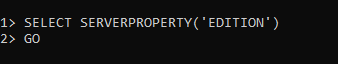 1> SELECT SERVERPROPERTY('EDITION')
2> GO